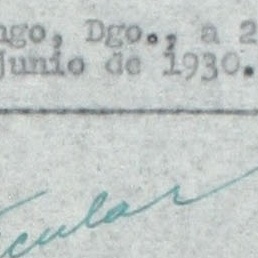 ngo, Dgo., a 2
junio de 1930.
cular